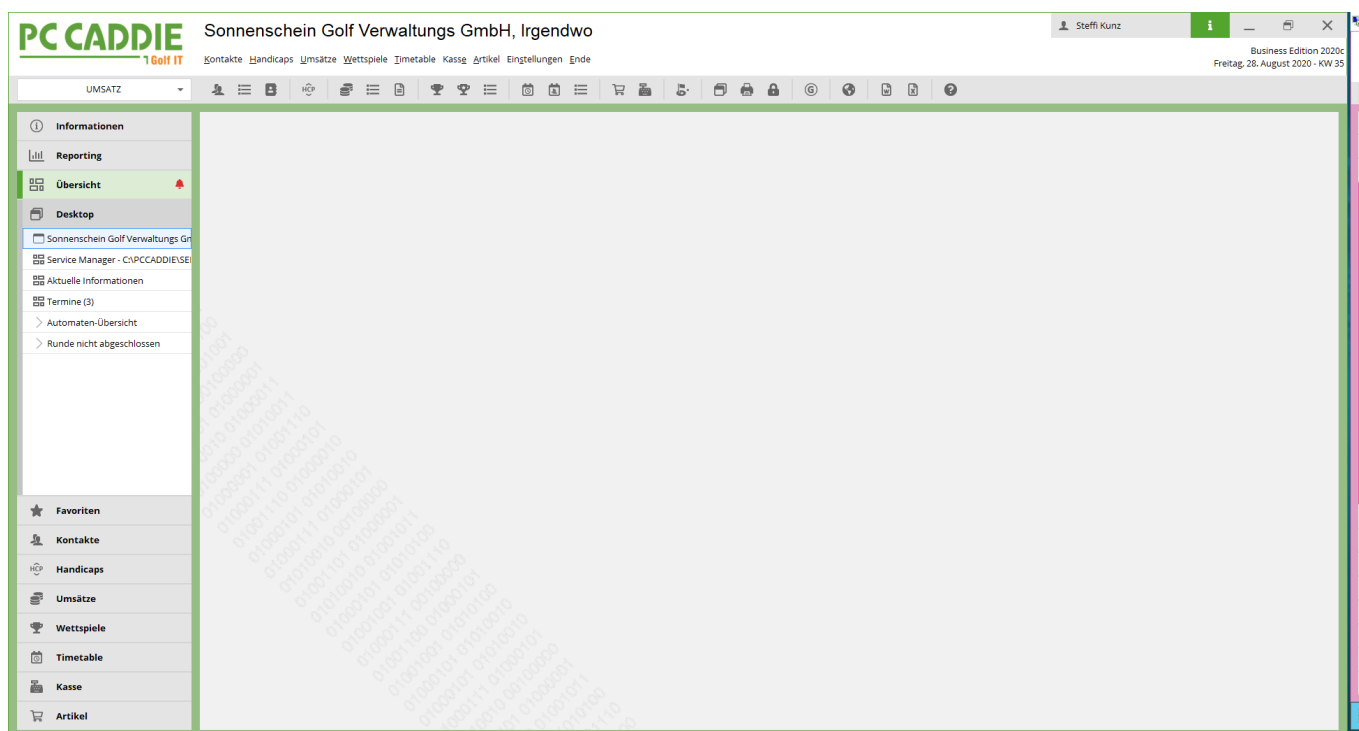 PC CADDIE
Golf IT
Sonnenschein Golf Verwaltungs GmbH, Irgendwo
Steffi Kunz
i
Kontakte Handicaps Umsätze Wettspiele Timetable Kasse Artikel Einstellungen Ende
Business Edition 2020c
Freitag, 28. August 2020 - KW 35
UMSATZ
HCP
G
Informationen
Reporting
Übersicht
Desktop
Sonnenschein Golf Verwaltungs Gm
Service Manager - C:\PCCADDIE\SE
Aktuelle Informationen
Termine (3)
Automaten-Übersicht
Runde nicht abgeschlossen
Favoriten
Kontakte
HCP
Handicaps
Umsätze
Wettspiele
Timetable
Kasse
Artikel